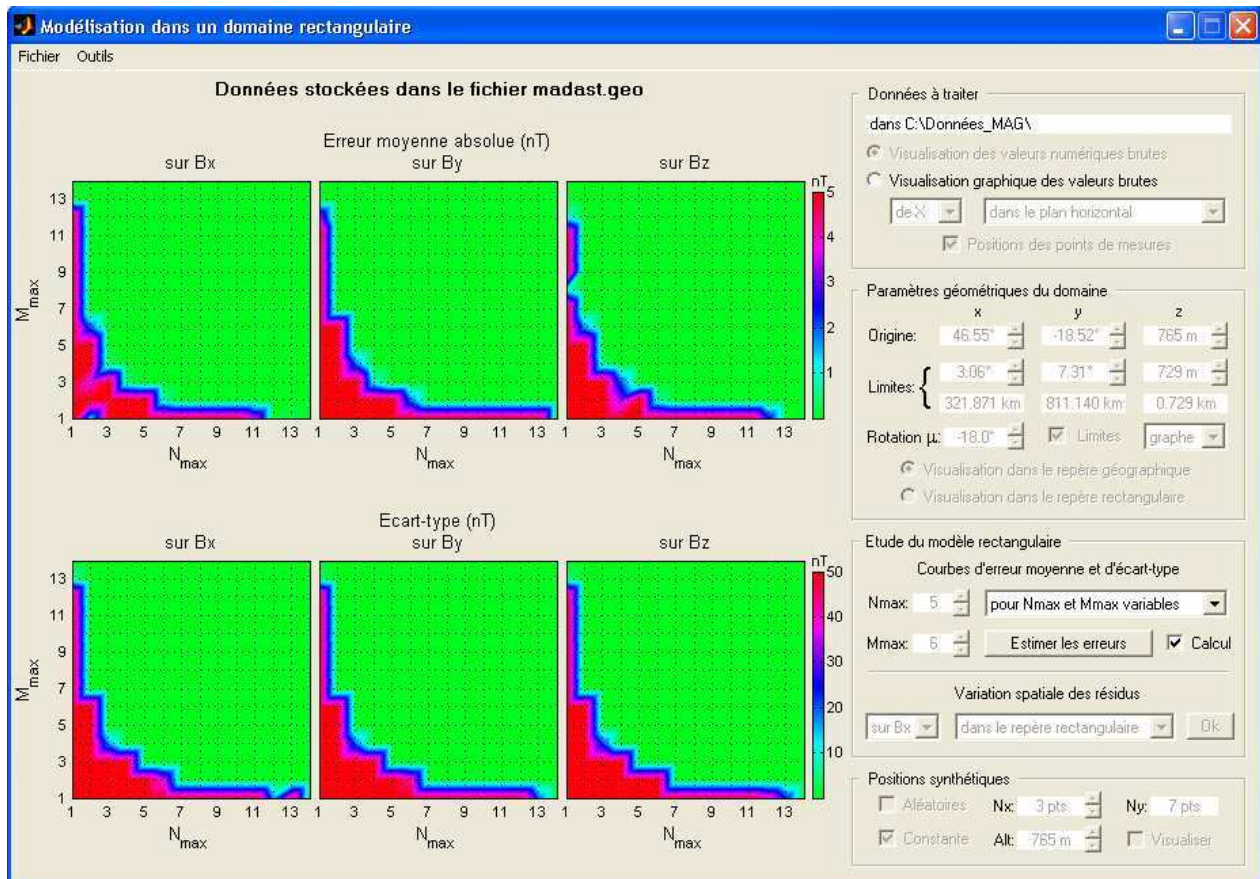 Modélisation dans un domaine rectangulaire
Fichier Outils
Données stockées dans le fichier madast.geo
Erreur moyenne absolue (nT)
sur Bx sur By sur Bz
nT
13 11 9 7 5 3 1
M max
1 3 5 7 9 11 13
N max
1 3 5 7 9 11 13
N max
1 3 5 7 9 11 13
N max
5 4 3 2 1
Ecart-type (nT)
sur Bx sur By sur Bz
nT
13 11 9 7 5 3 1
M max
1 3 5 7 9 11 13
N max
1 3 5 7 9 11 13
N max
1 3 5 7 9 11 13
N max
50 40 30 20 10
Données à traiter
dans C:\Données_MAG\
Visualisation des valeurs numériques brutes
Visualisation graphique des valeurs brutes
de X dans le plan horizontal
Positions des points de mesures
Paramètres géométriques du domaine
x y z
Origine: 46.55° -18.52° 765 m
Limites: { 3.06° 7.31° 729 m
321.871 km 811.140 km 0.729 km
Rotation μ: -18.0° Limites graphe
Visualisation dans le repère géographique
Visualisation dans le repère rectangulaire
Etude du modèle rectangulaire
Courbes d'erreur moyenne et d'écart-type
Nmax: 5 pour Nmax et Mmax variables
Mmax: 6 Estimer les erreurs Calcul
Variation spatiale des résidus
sur Bx dans le repère rectangulaire Ok
Positions synthétiques
Aléatoires Nx: 3 pts Ny: 7 pts
Constante Alt: 765 m Visualiser